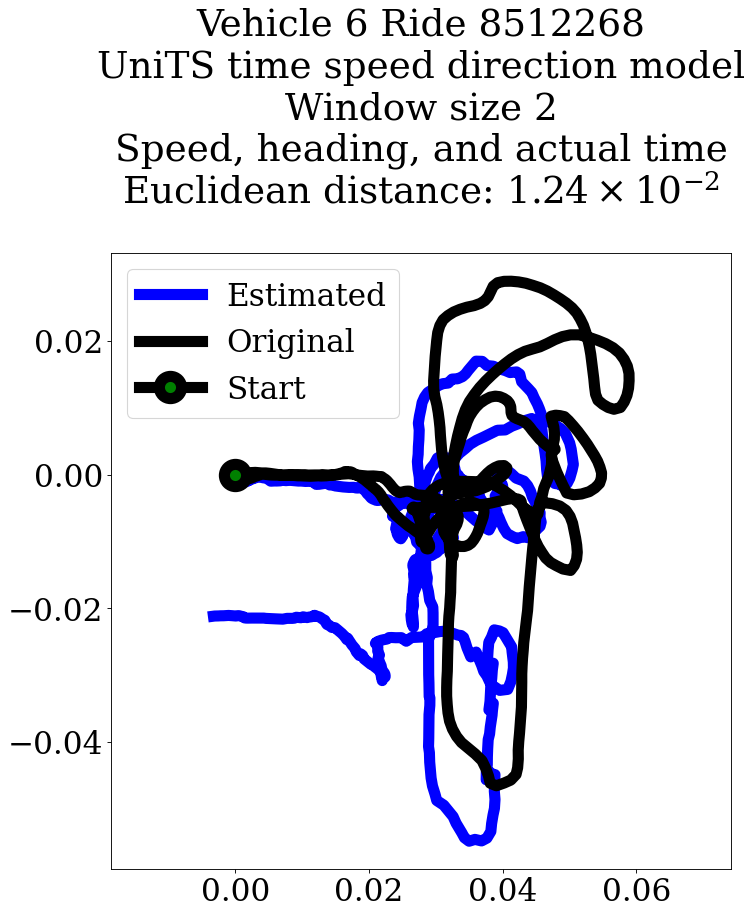 Vehicle 6 Ride 8512268
UniTS time speed direction model
Window size 2
Speed, heading, and actual time
Euclidean distance: 1.24 × 10⁻²
Estimated
Original
Start
0.02
0.00
−0.02
−0.04
0.00 0.02 0.04 0.06